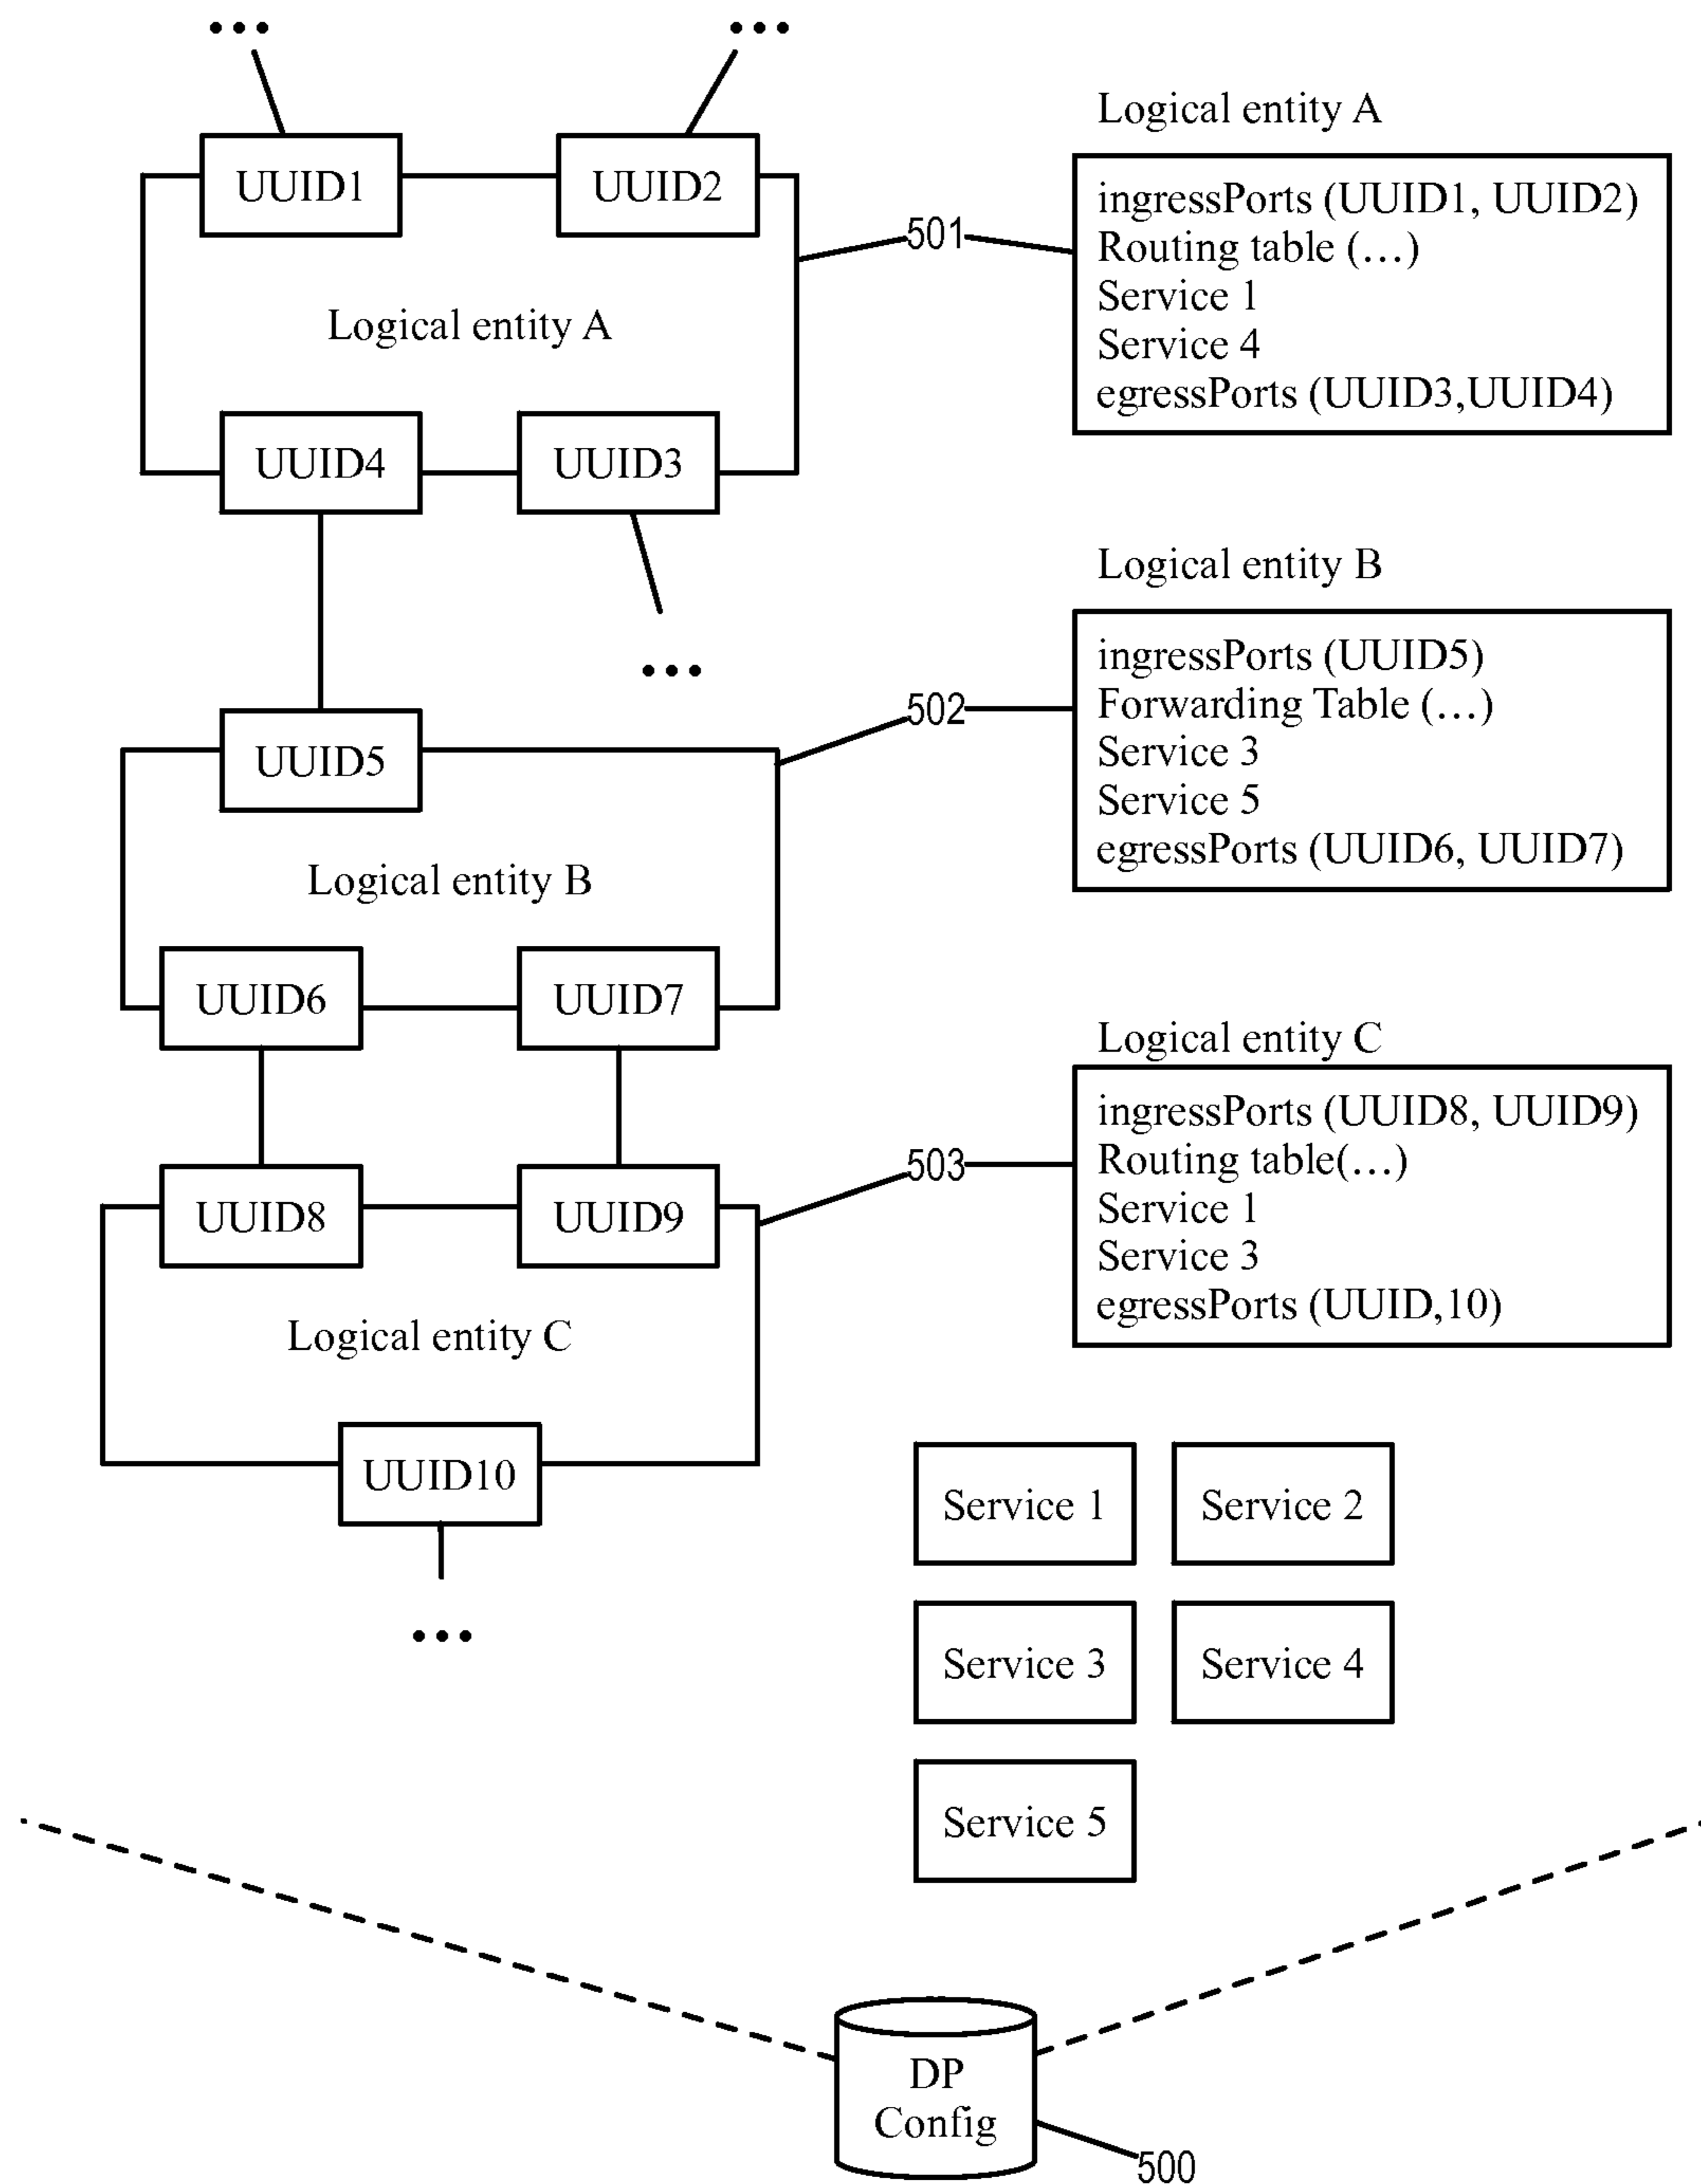 ...
...
UUID1
UUID2
Logical entity A
UUID4
UUID3
...
501
Logical entity A
ingressPorts (UUID1, UUID2)
Routing table (...)
Service 1
Service 4
egressPorts (UUID3,UUID4)
UUID5
Logical entity B
UUID6
UUID7
502
Logical entity B
ingressPorts (UUID5)
Forwarding Table (...)
Service 3
Service 5
egressPorts (UUID6, UUID7)
UUID8
UUID9
Logical entity C
UUID10
...
503
Logical entity C
ingressPorts (UUID8, UUID9)
Routing table(...)
Service 1
Service 3
egressPorts (UUID,10)
Service 1
Service 2
Service 3
Service 4
Service 5
DP
Config
500